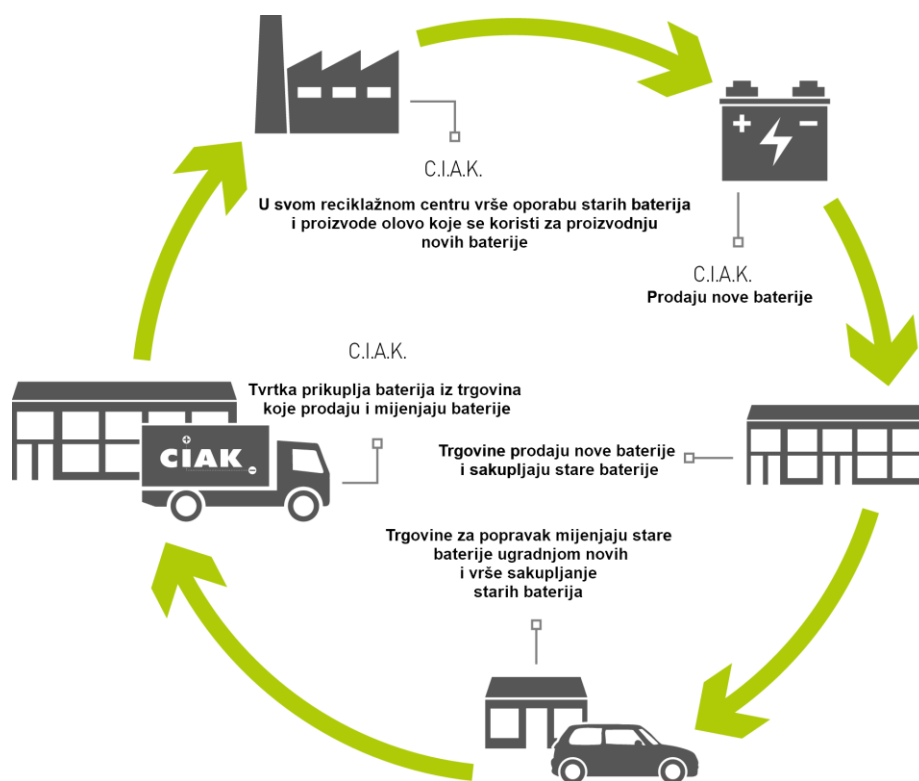 C.I.A.K.
U svom reciklažnom centru vrše oporabu starih baterija
i proizvode olovo koje se koristi za proizvodnju
novih baterije
+ −
C.I.A.K.
Prodaju nove baterije
C.I.A.K.
Tvrtka prikuplja baterija iz trgovina
koje prodaju i mijenjaju baterije
CIAK
Trgovine prodaju nove baterije
i sakupljaju stare baterije
Trgovine za popravak mijenjaju stare
baterije ugradnjom novih
i vrše sakupljanje
starih baterija